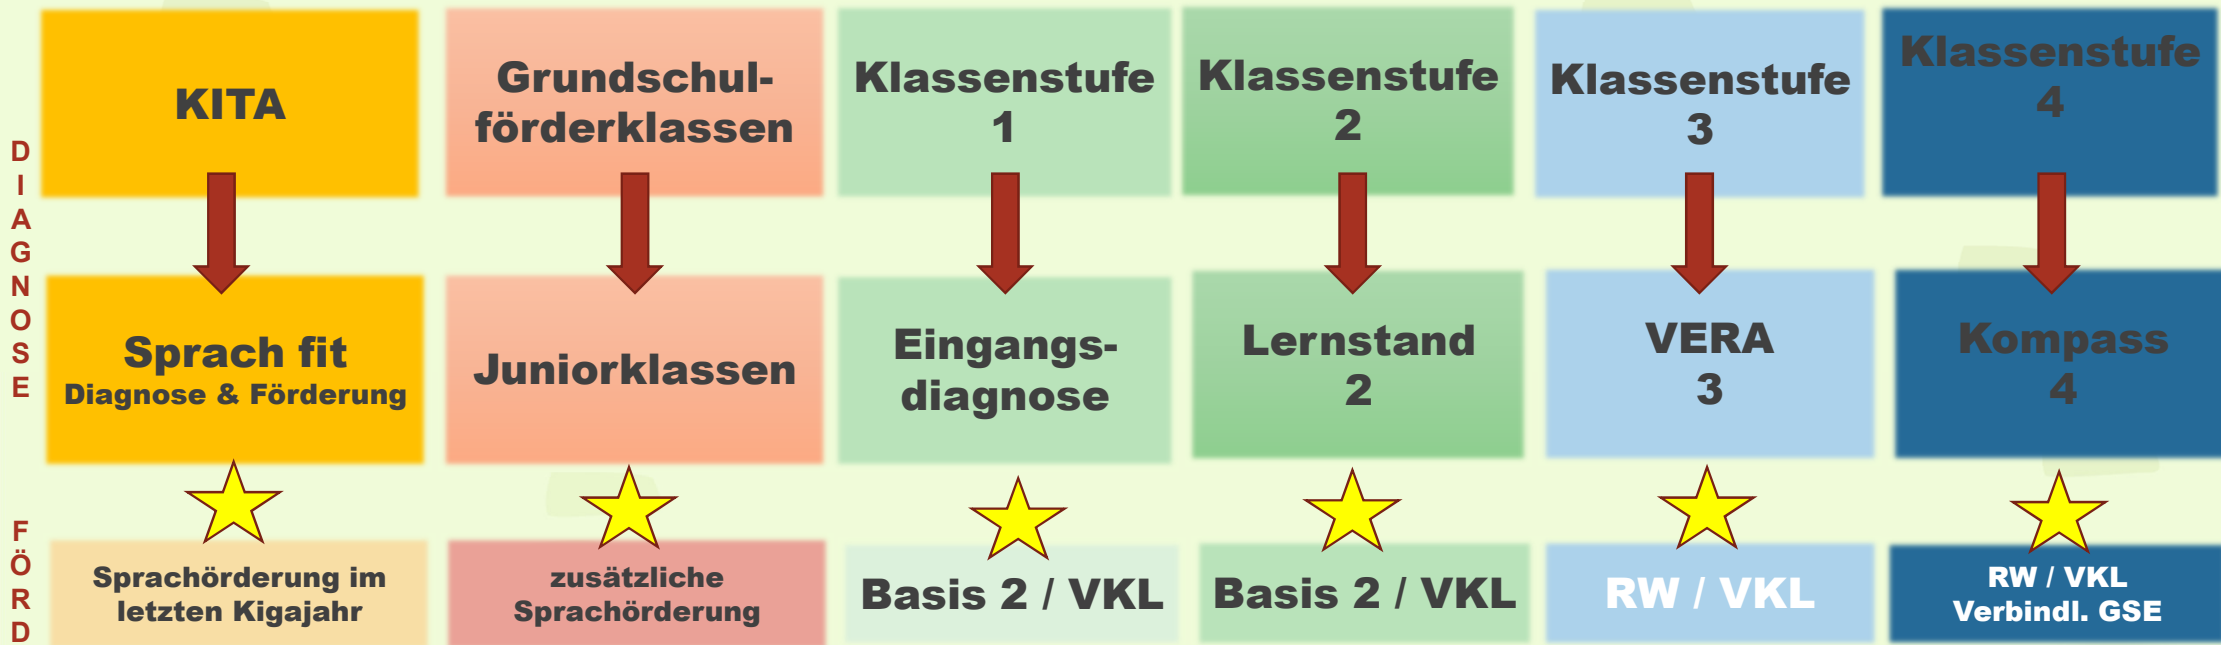 KITA
Grundschul-
förderklassen
Klassenstufe
1
Klassenstufe
2
Klassenstufe
3
Klassenstufe
4
DIAGNOSE
Sprach fit
Diagnose & Förderung
Juniorklassen
Eingangs-
diagnose
Lernstand
2
VERA
3
Kompass
4
FÖRD
Sprachörderung im
letzten Kigajahr
zusätzliche
Sprachörderung
Basis 2 / VKL
Basis 2 / VKL
RW / VKL
RW / VKL
Verbindl. GSE